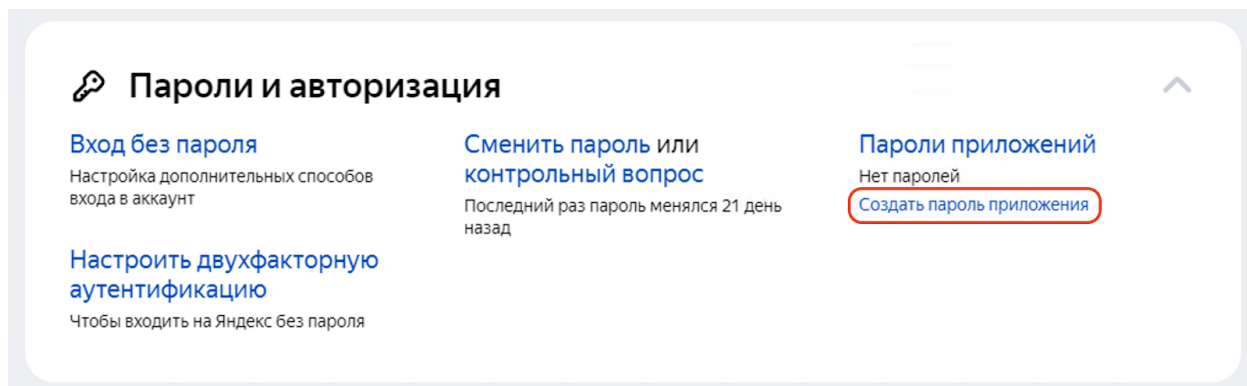 Пароли и авторизация
Вход без пароля
Настройка дополнительных способов
входа в аккаунт
Настроить двухфакторную
аутентификацию
Чтобы входить на Яндекс без пароля
Сменить пароль или
контрольный вопрос
Последний раз пароль менялся 21 день
назад
Пароли приложений
Нет паролей
Создать пароль приложения